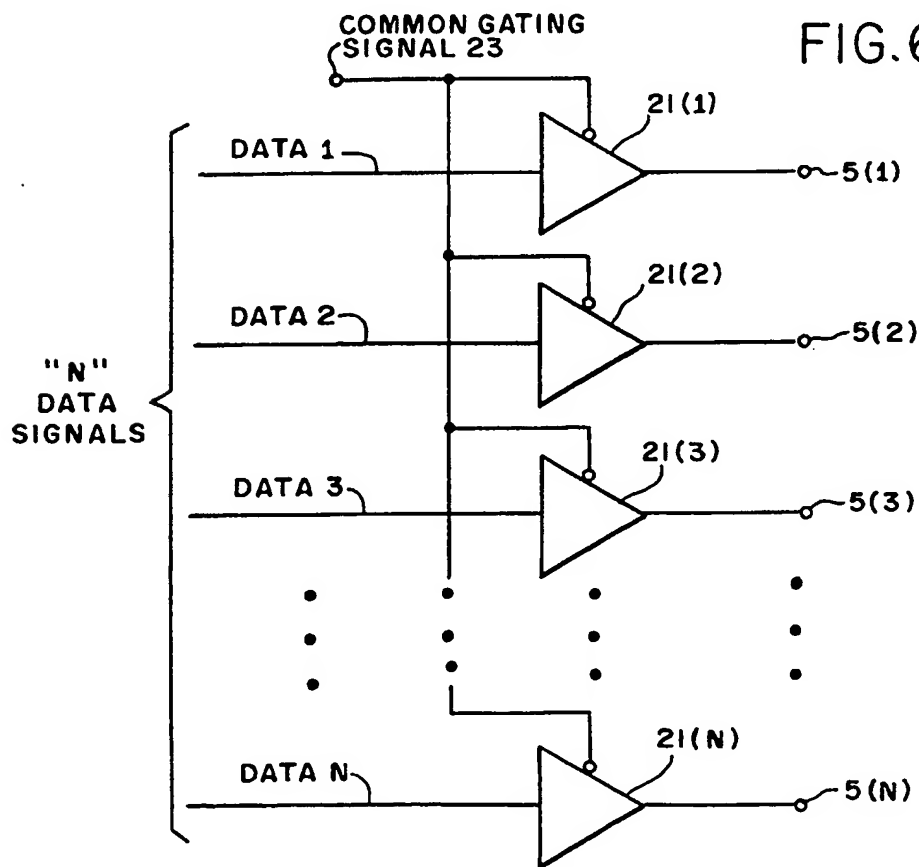 COMMON GATING
SIGNAL 23
FIG.6
21(1)
DATA 1
5(1)
21(2)
DATA 2
5(2)
"N"
DATA
SIGNALS
21(3)
DATA 3
5(3)
21(N)
DATA N
5(N)